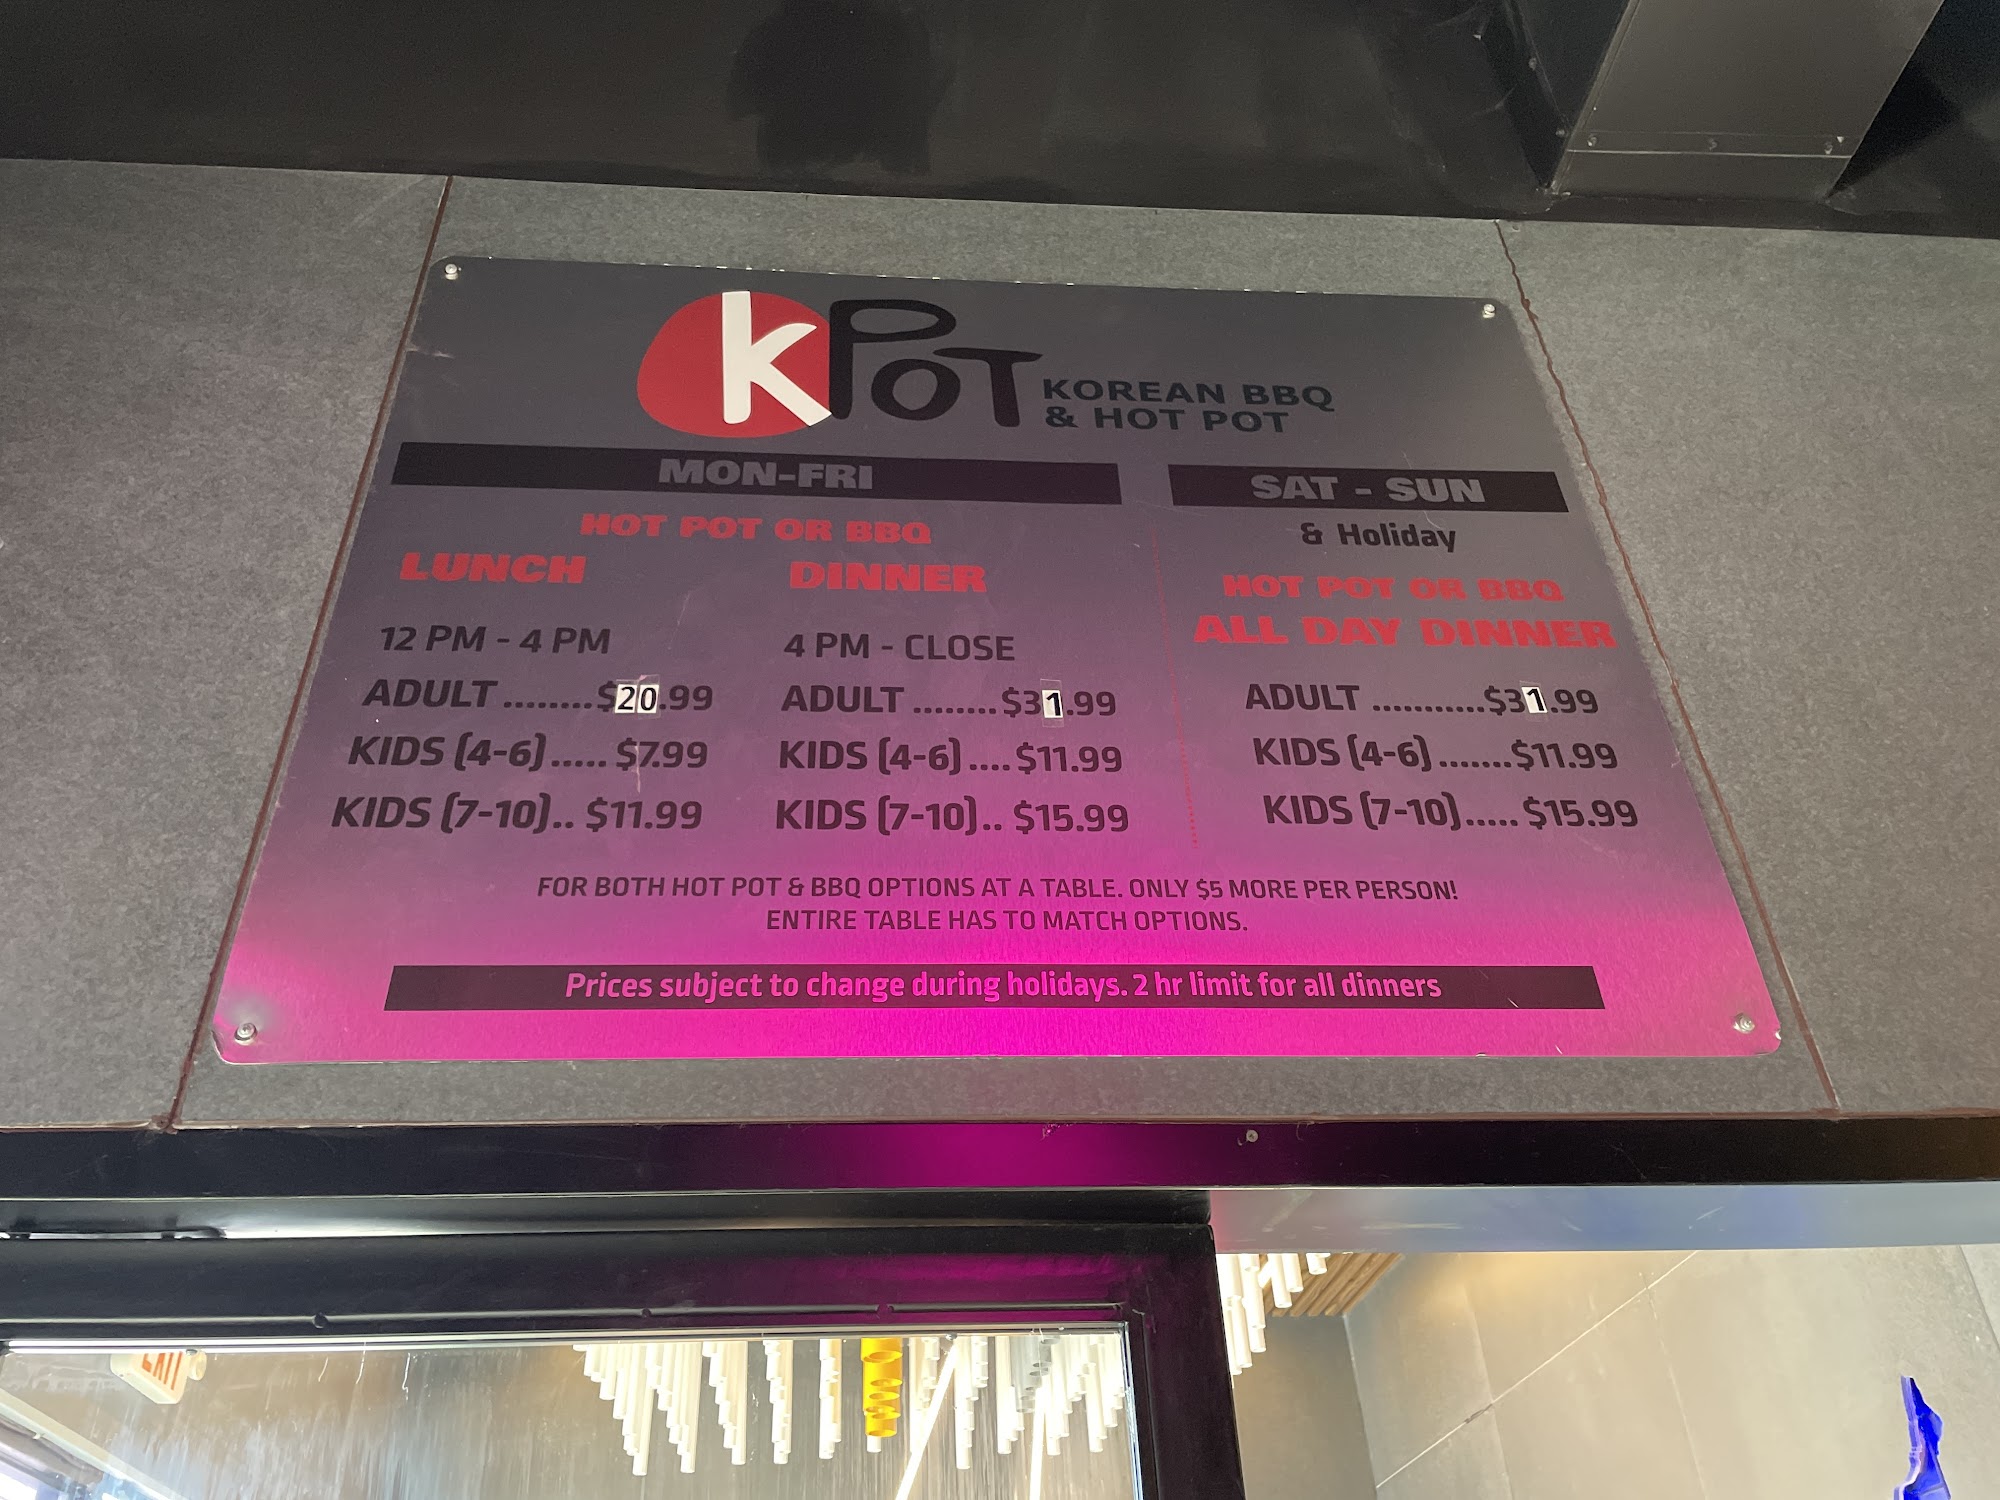 KPOT KOREAN BBQ
& HOT POT
MON-FRI
HOT POT OR BBQ
LUNCH
12 PM - 4 PM
ADULT ........$20.99
KIDS (4-6)..... $7.99
KIDS (7-10).. $11.99
DINNER
4 PM - CLOSE
ADULT ........$31.99
KIDS (4-6) ....$11.99
KIDS (7-10).. $15.99
SAT - SUN
& Holiday
HOT POT OR BBQ
ALL DAY DINNER
ADULT ...........$31.99
KIDS (4-6).......$11.99
KIDS (7-10)..... $15.99
FOR BOTH HOT POT & BBQ OPTIONS AT A TABLE. ONLY $5 MORE PER PERSON!
ENTIRE TABLE HAS TO MATCH OPTIONS.
Prices subject to change during holidays. 2 hr limit for all dinners
EXIT